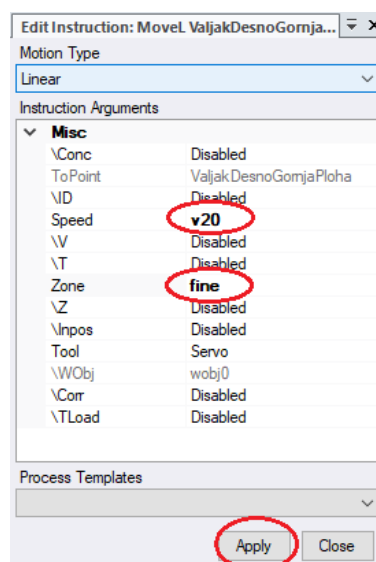 Edit Instruction: MoveL ValjakDesnoGornja...
Motion Type
Linear
Instruction Arguments
Misc
\Conc Disabled
ToPoint ValjakDesnoGornjaPloha
\ID Disabled
Speed v20
\V Disabled
\T Disabled
Zone fine
\Z Disabled
\Inpos Disabled
Tool Servo
\WObj wobj0
\Corr Disabled
\TLoad Disabled
Process Templates
Apply Close